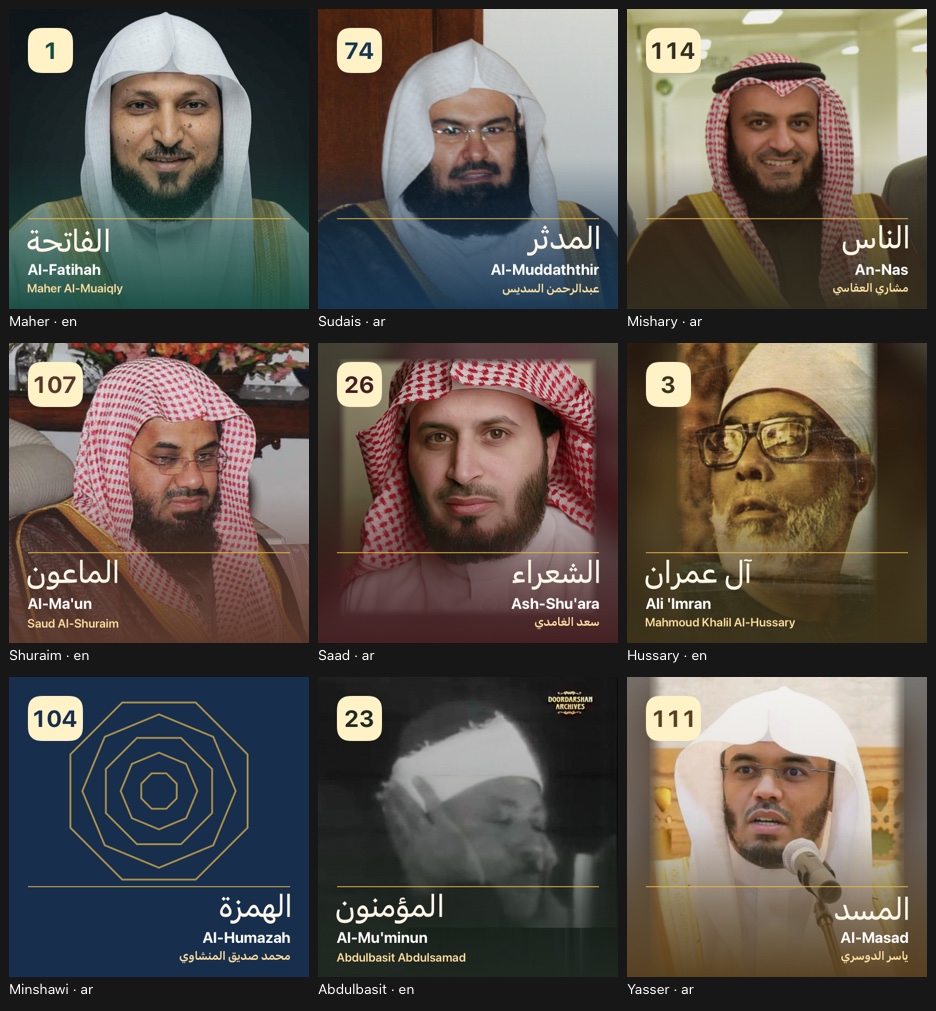 1
الفاتحة
Al-Fatihah
Maher Al-Muaiqly
Maher · en
74
المدثر
Al-Muddaththir
عبدالرحمن السديس
Sudais · ar
114
الناس
An-Nas
مشاري العفاسي
Mishary · ar
107
الماعون
Al-Ma'un
Saud Al-Shuraim
Shuraim · en
26
الشعراء
Ash-Shu'ara
سعد الغامدي
Saad · ar
3
آل عمران
Ali 'Imran
Mahmoud Khalil Al-Hussary
Hussary · en
104
الهمزة
Al-Humazah
محمد صديق المنشاوي
Minshawi · ar
23
DOORDARSHAN
ARCHIVES
المؤمنون
Al-Mu'minun
Abdulbasit Abdulsamad
Abdulbasit · en
111
المسد
Al-Masad
ياسر الدوسري
Yasser · ar